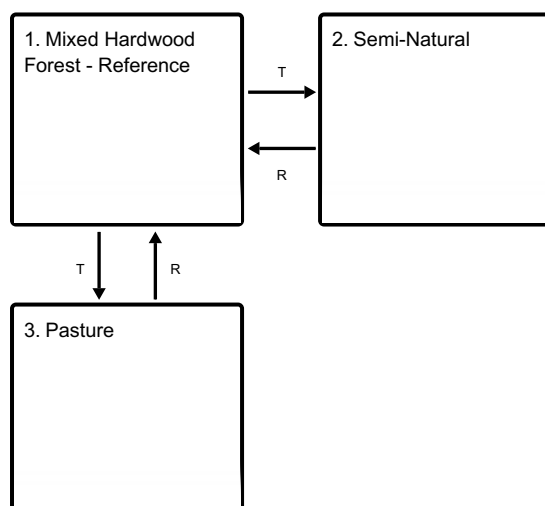 1. Mixed Hardwood
Forest - Reference
2. Semi-Natural
T
R
T
R
3. Pasture